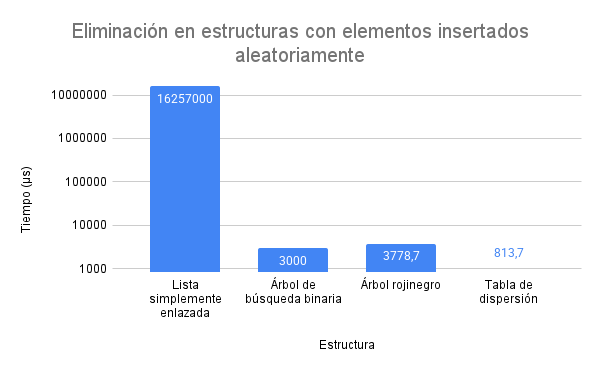 Eliminación en estructuras con elementos insertados
aleatoriamente
Tiempo (µs)
10000000
1000000
100000
10000
1000
16257000
3000
3778,7
813,7
Lista
simplemente
enlazada
Árbol de
búsqueda binaria
Árbol rojinegro
Tabla de
dispersión
Estructura